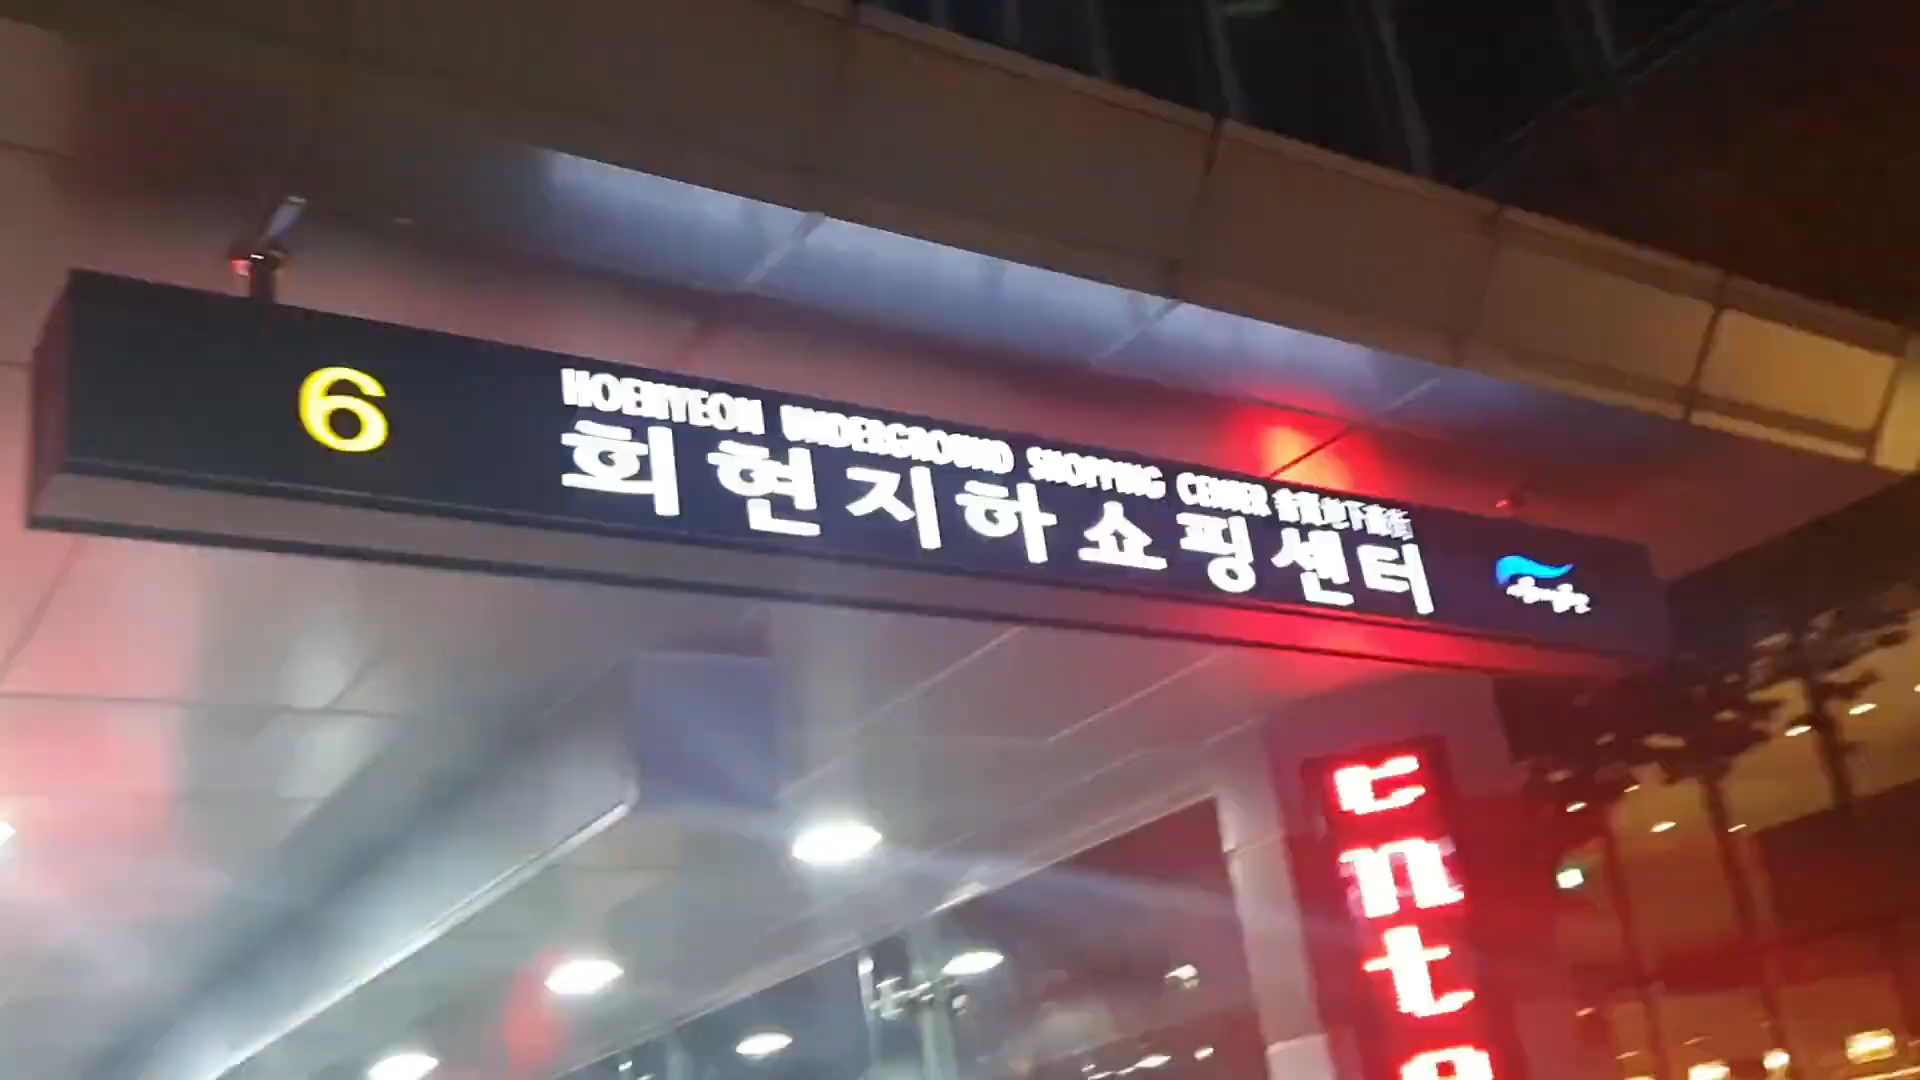 6
HOEHYEON UNDERGROUND SHOPPING CENTER
회현지하쇼핑센터
c
n
t